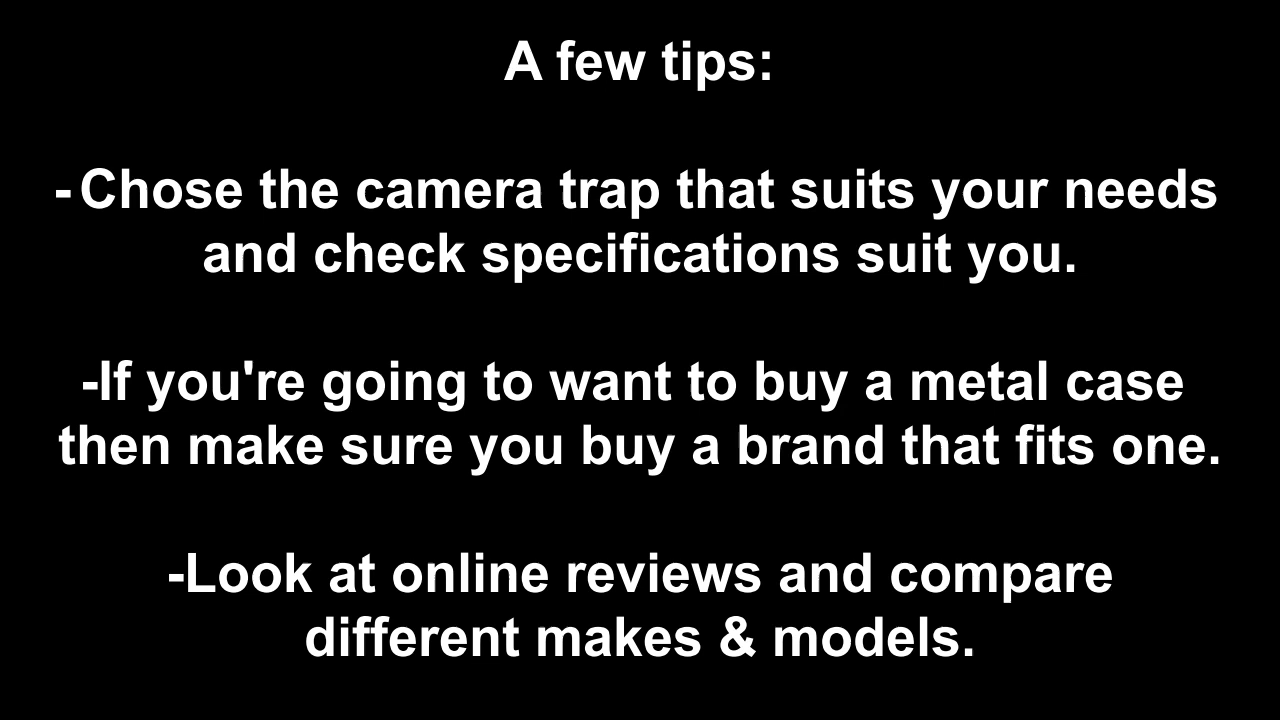 A few tips:
- Chose the camera trap that suits your needs
and check specifications suit you.
-If you're going to want to buy a metal case
then make sure you buy a brand that fits one.
-Look at online reviews and compare
different makes & models.